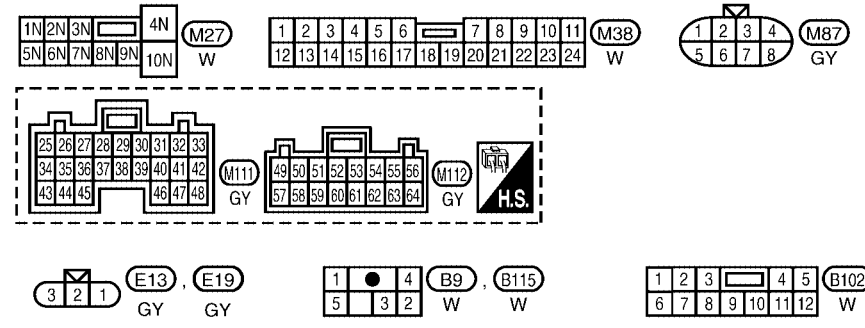 1N 2N 3N 4N
5N 6N 7N 8N 9N 10N
M27
W
1 2 3 4 5 6 7 8 9 10 11
12 13 14 15 16 17 18 19 20 21 22 23 24
M38
W
1 2 3 4
5 6 7 8
M87
GY
25 26 27 28 29 30 31 32 33
34 35 36 37 38 39 40 41 42
43 44 45 46 47 48
M111
GY
49 50 51 52 53 54 55 56
57 58 59 60 61 62 63 64
M112
GY
H.S.
3 2 1
E13 , E19
GY GY
1 4
5 3 2
B9 , B115
W W
1 2 3 4 5
6 7 8 9 10 11 12
B102
W